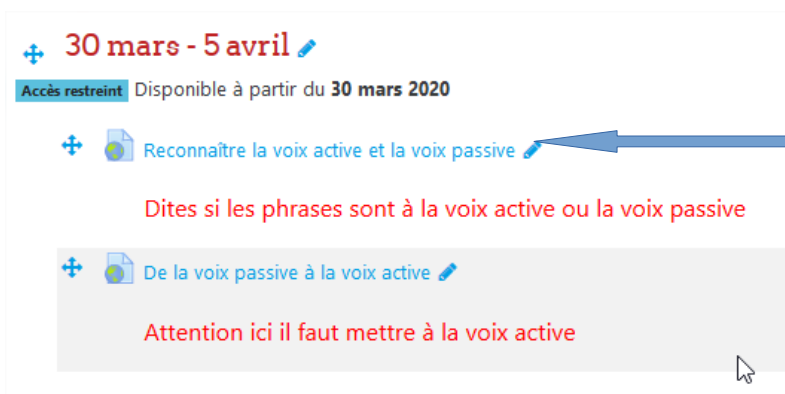 30 mars - 5 avril
Accès restreint Disponible à partir du 30 mars 2020
Reconnaître la voix active et la voix passive
Dites si les phrases sont à la voix active ou la voix passive
De la voix passive à la voix active
Attention ici il faut mettre à la voix active